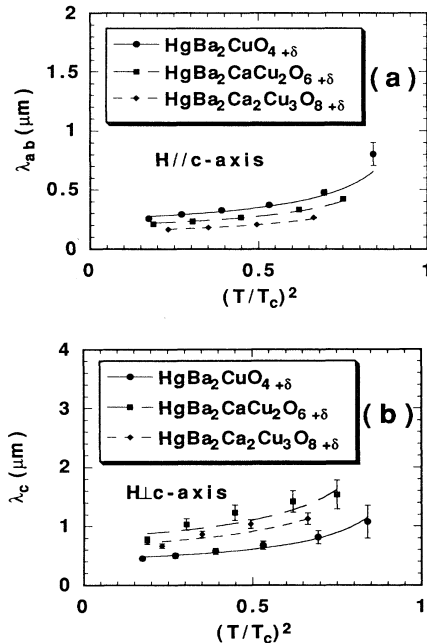 2
HgBa₂CuO₄₊δ
HgBa₂CaCu₂O₆₊δ
HgBa₂Ca₂Cu₃O₈₊δ
(a)
1.5
1
0.5
0
λab (μm)
H//c-axis
0 0.5 1
(T/Tc)²
4
HgBa₂CuO₄₊δ
HgBa₂CaCu₂O₆₊δ
HgBa₂Ca₂Cu₃O₈₊δ
(b)
3
2
1
0
λc (μm)
H⊥c-axis
0 0.5 1
(T/Tc)²